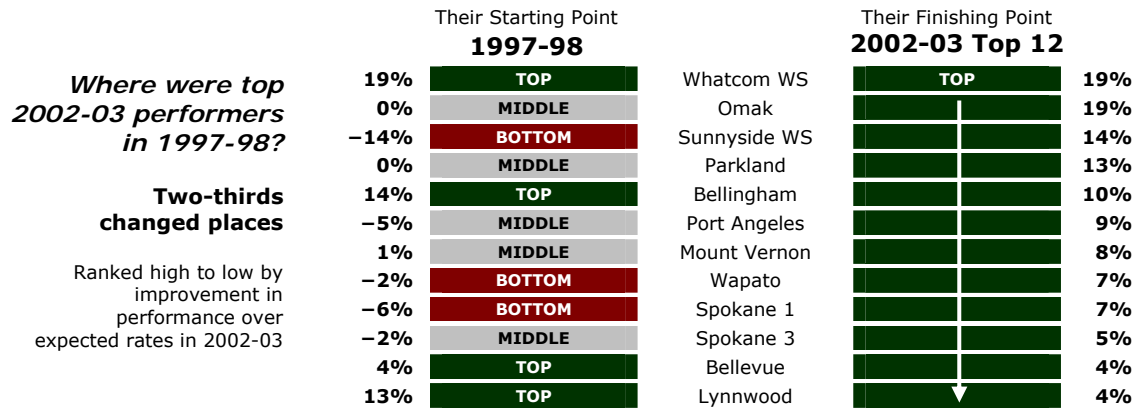 Their Starting Point
1997-98
Their Finishing Point
2002-03 Top 12
Where were top
2002-03 performers
in 1997-98?
Two-thirds
changed places
Ranked high to low by
improvement in
performance over
expected rates in 2002-03
19% TOP Whatcom WS TOP 19%
0% MIDDLE Omak 19%
−14% BOTTOM Sunnyside WS 14%
0% MIDDLE Parkland 13%
14% TOP Bellingham 10%
−5% MIDDLE Port Angeles 9%
1% MIDDLE Mount Vernon 8%
−2% BOTTOM Wapato 7%
−6% BOTTOM Spokane 1 7%
−2% MIDDLE Spokane 3 5%
4% TOP Bellevue 4%
13% TOP Lynnwood 4%